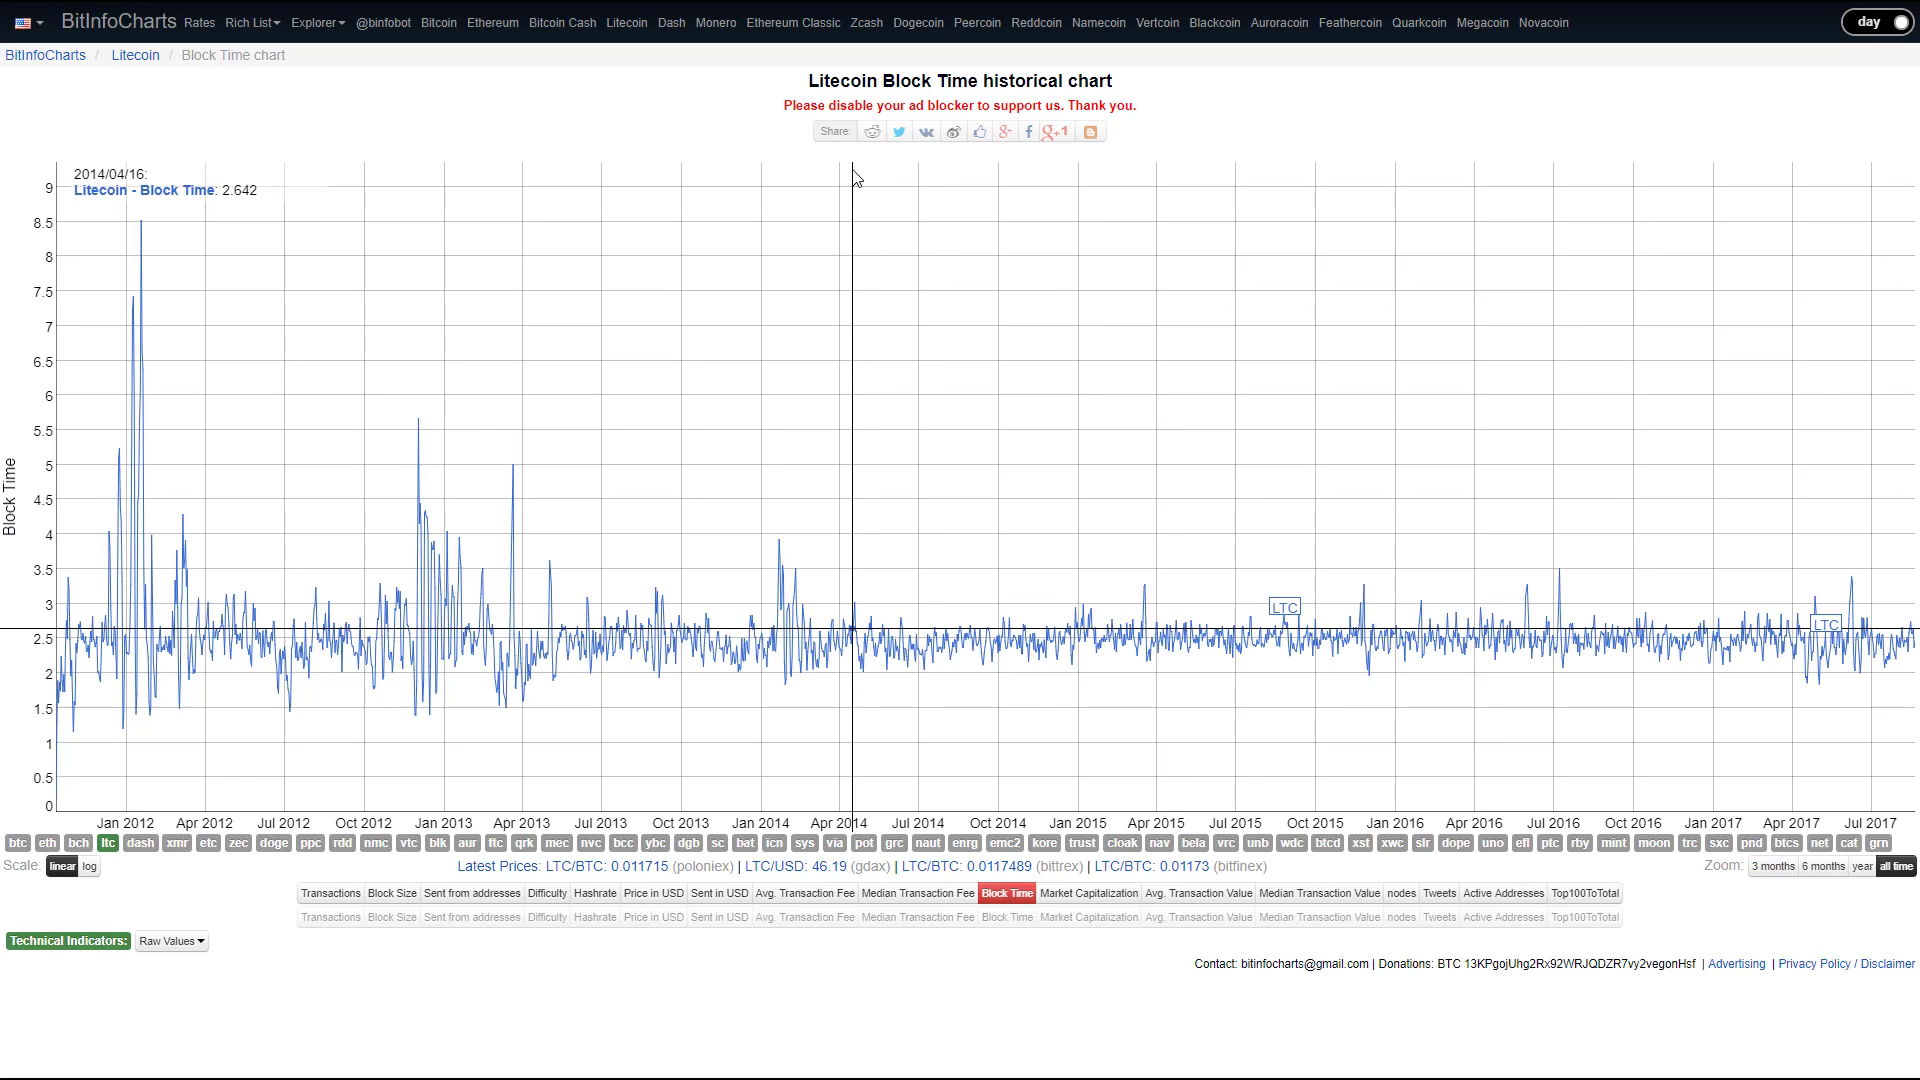 BitInfoCharts Rates Rich List Explorer @binfobot Bitcoin Ethereum Bitcoin Cash Litecoin Dash Monero Ethereum Classic Zcash Dogecoin Peercoin Reddcoin Namecoin Vertcoin Blackcoin Auroracoin Feathercoin Quarkcoin Megacoin Novacoin day
BitInfoCharts / Litecoin / Block Time chart
Litecoin Block Time historical chart
Please disable your ad blocker to support us. Thank you.
Share: g+1
2014/04/16:
Litecoin - Block Time: 2.642
9
8.5
8
7.5
7
6.5
6
5.5
5
4.5
4
3.5
3
2.5
2
1.5
1
0.5
0
Block Time
LTC
LTC
Jan 2012 Apr 2012 Jul 2012 Oct 2012 Jan 2013 Apr 2013 Jul 2013 Oct 2013 Jan 2014 Apr 2014 Jul 2014 Oct 2014 Jan 2015 Apr 2015 Jul 2015 Oct 2015 Jan 2016 Apr 2016 Jul 2016 Oct 2016 Jan 2017 Apr 2017 Jul 2017
btc eth bch ltc dash xmr etc zec doge ppc rdd nmc vtc blk aur ftc qrk mec nvc bcc ybc dgb sc bat icn sys via pot grc naut enrg emc2 kore trust cloak nav bela vrc unb wdc btcd xst xwc slr dope uno efl ptc rby mint moon trc sxc pnd btcs net cat grn
Scale: linear log
Latest Prices: LTC/BTC: 0.011715 (poloniex) | LTC/USD: 46.19 (gdax) | LTC/BTC: 0.0117489 (bittrex) | LTC/BTC: 0.01173 (bitfinex)
Zoom: 3 months 6 months year all time
Transactions Block Size Sent from addresses Difficulty Hashrate Price in USD Sent in USD Avg. Transaction Fee Median Transaction Fee Block Time Market Capitalization Avg. Transaction Value Median Transaction Value nodes Tweets Active Addresses Top100ToTotal
Transactions Block Size Sent from addresses Difficulty Hashrate Price in USD Sent in USD Avg. Transaction Fee Median Transaction Fee Block Time Market Capitalization Avg. Transaction Value Median Transaction Value nodes Tweets Active Addresses Top100ToTotal
Technical Indicators: Raw Values
Contact: bitinfocharts@gmail.com | Donations: BTC 13KPgojUhg2Rx92WRJQDZR7vy2vegonHsf | Advertising | Privacy Policy / Disclaimer